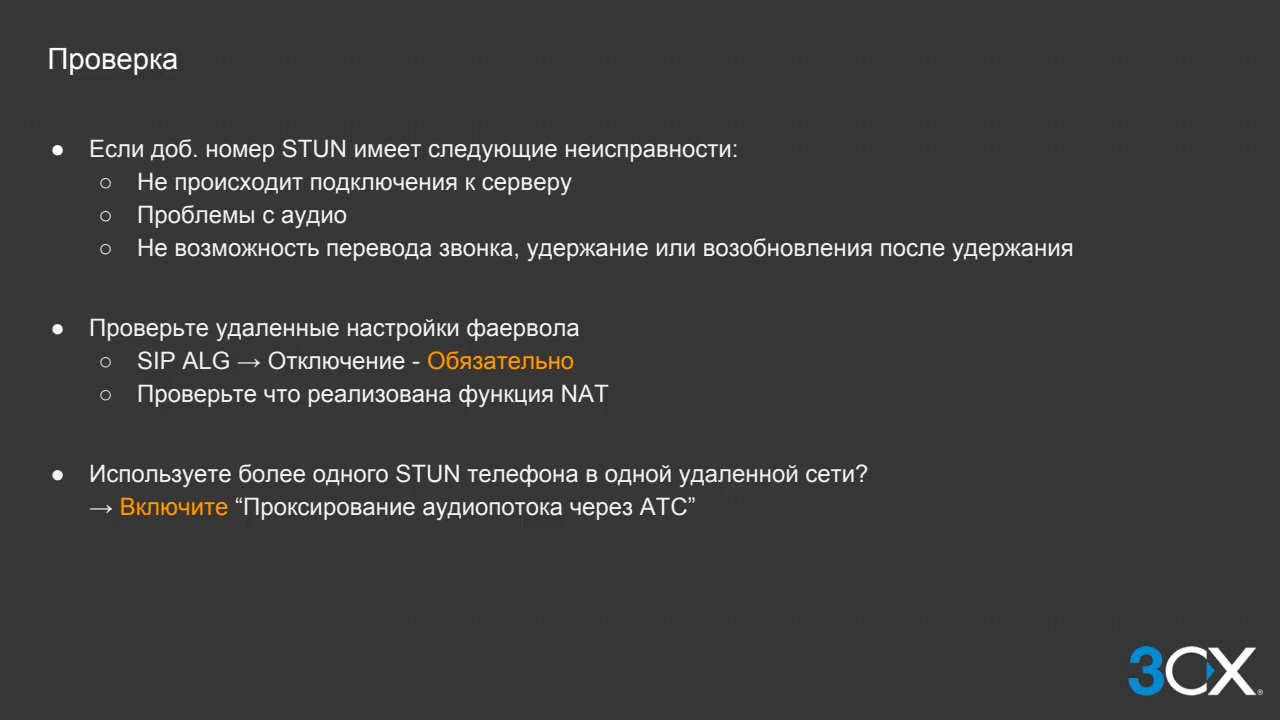 Проверка
● Если доб. номер STUN имеет следующие неисправности:
○ Не происходит подключения к серверу
○ Проблемы с аудио
○ Не возможность перевода звонка, удержание или возобновления после удержания
● Проверьте удаленные настройки фаервола
○ SIP ALG → Отключение - Обязательно
○ Проверьте что реализована функция NAT
● Используете более одного STUN телефона в одной удаленной сети?
→ Включите “Проксирование аудиопотока через АТС”
3CX®